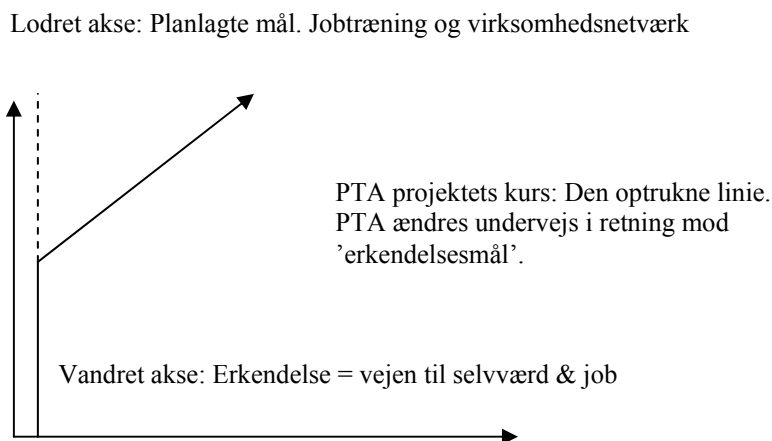 Lodret akse: Planlagte mål. Jobtræning og virksomhedsnetværk
PTA projektets kurs: Den optrukne linie.
PTA ændres undervejs i retning mod
’erkendelsesmål’.
Vandret akse: Erkendelse = vejen til selvværd & job